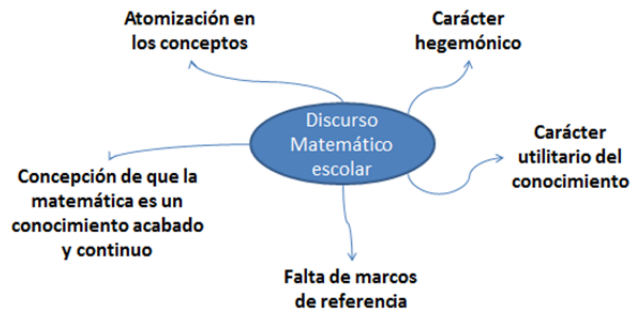 Atomización en
los conceptos
Carácter
hegemónico
Discurso
Matemático
escolar
Carácter
utilitario del
conocimiento
Concepción de que la
matemática es un
conocimiento acabado
y continuo
Falta de marcos
de referencia